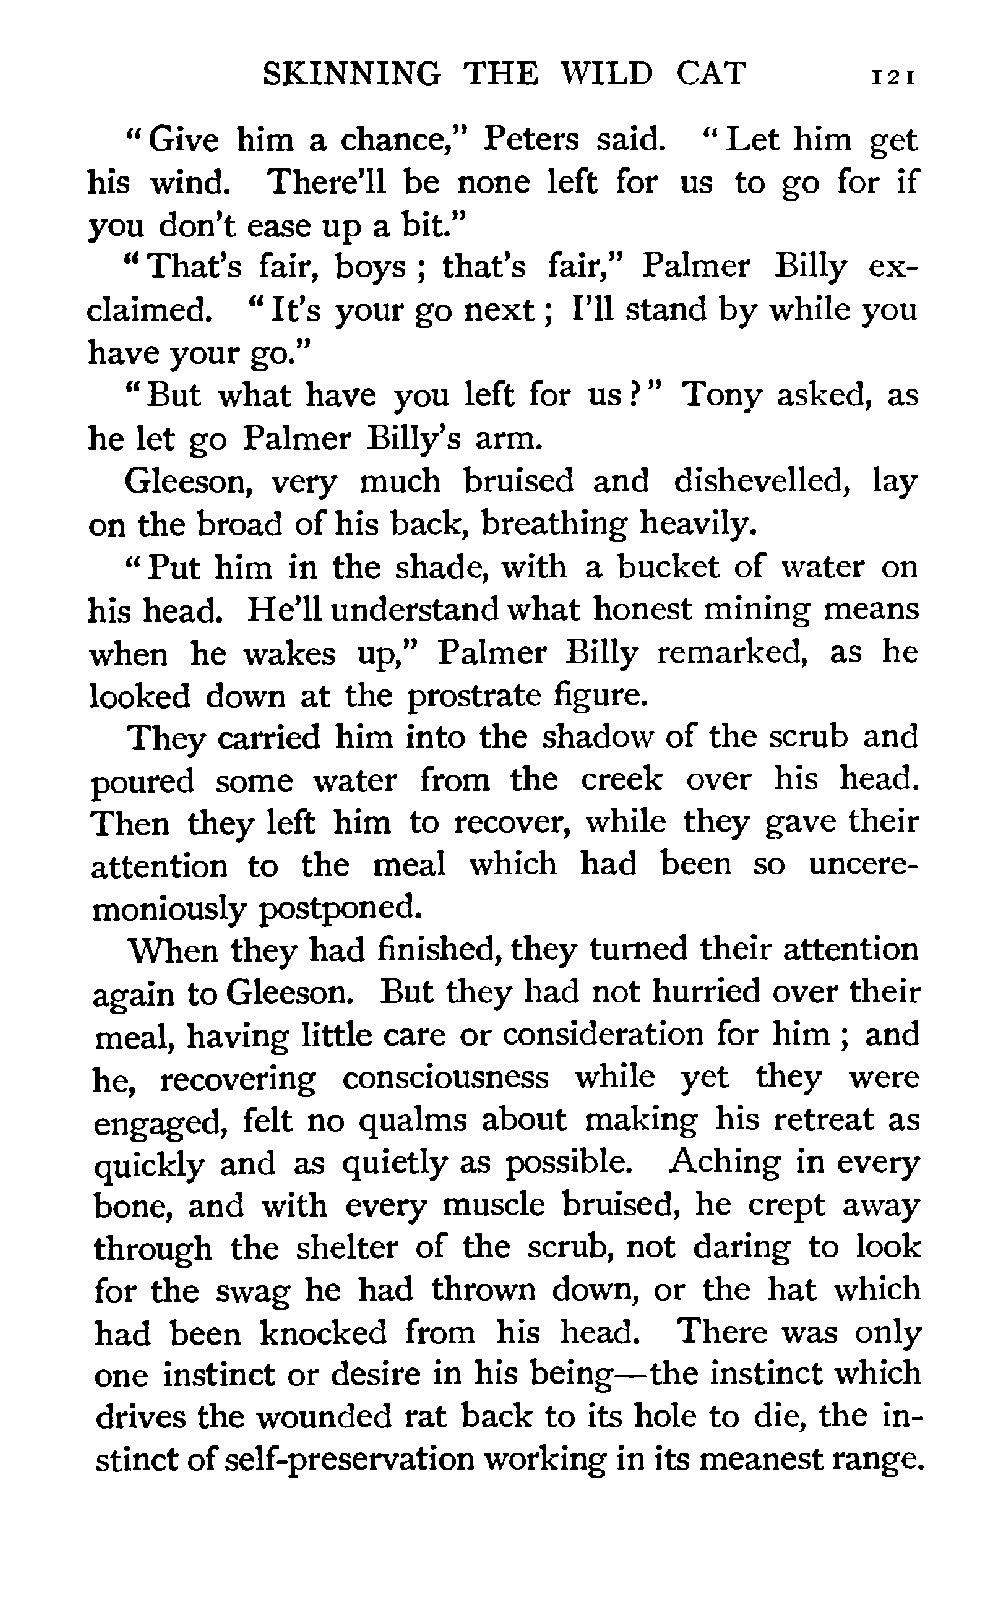 SKINNING THE WILD CAT 121
“Give him a chance,” Peters said. “Let him get
his wind. There’ll be none left for us to go for if
you don’t ease up a bit.”
“That’s fair, boys ; that’s fair,” Palmer Billy ex-
claimed. “It’s your go next ; I’ll stand by while you
have your go.”
“But what have you left for us ?” Tony asked, as
he let go Palmer Billy’s arm.
Gleeson, very much bruised and dishevelled, lay
on the broad of his back, breathing heavily.
“Put him in the shade, with a bucket of water on
his head. He’ll understand what honest mining means
when he wakes up,” Palmer Billy remarked, as he
looked down at the prostrate figure.
They carried him into the shadow of the scrub and
poured some water from the creek over his head.
Then they left him to recover, while they gave their
attention to the meal which had been so uncere-
moniously postponed.
When they had finished, they turned their attention
again to Gleeson. But they had not hurried over their
meal, having little care or consideration for him ; and
he, recovering consciousness while yet they were
engaged, felt no qualms about making his retreat as
quickly and as quietly as possible. Aching in every
bone, and with every muscle bruised, he crept away
through the shelter of the scrub, not daring to look
for the swag he had thrown down, or the hat which
had been knocked from his head. There was only
one instinct or desire in his being—the instinct which
drives the wounded rat back to its hole to die, the in-
stinct of self-preservation working in its meanest range.